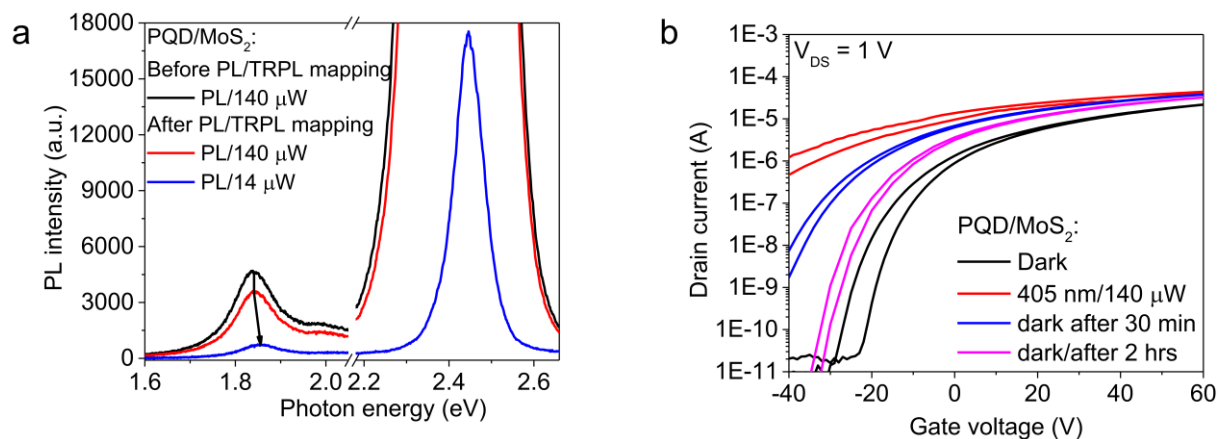 a
PL intensity (a.u.)
18000
15000
12000
9000
6000
3000
0
PQD/MoS₂:
Before PL/TRPL mapping
PL/140 μW
After PL/TRPL mapping
PL/140 μW
PL/14 μW
1.6 1.8 2.0 2.2 2.4 2.6
Photon energy (eV)
b
Drain current (A)
1E-3
1E-4
1E-5
1E-6
1E-7
1E-8
1E-9
1E-10
1E-11
V_DS = 1 V
PQD/MoS₂:
Dark
405 nm/140 μW
dark after 30 min
dark/after 2 hrs
-40 -20 0 20 40 60
Gate voltage (V)